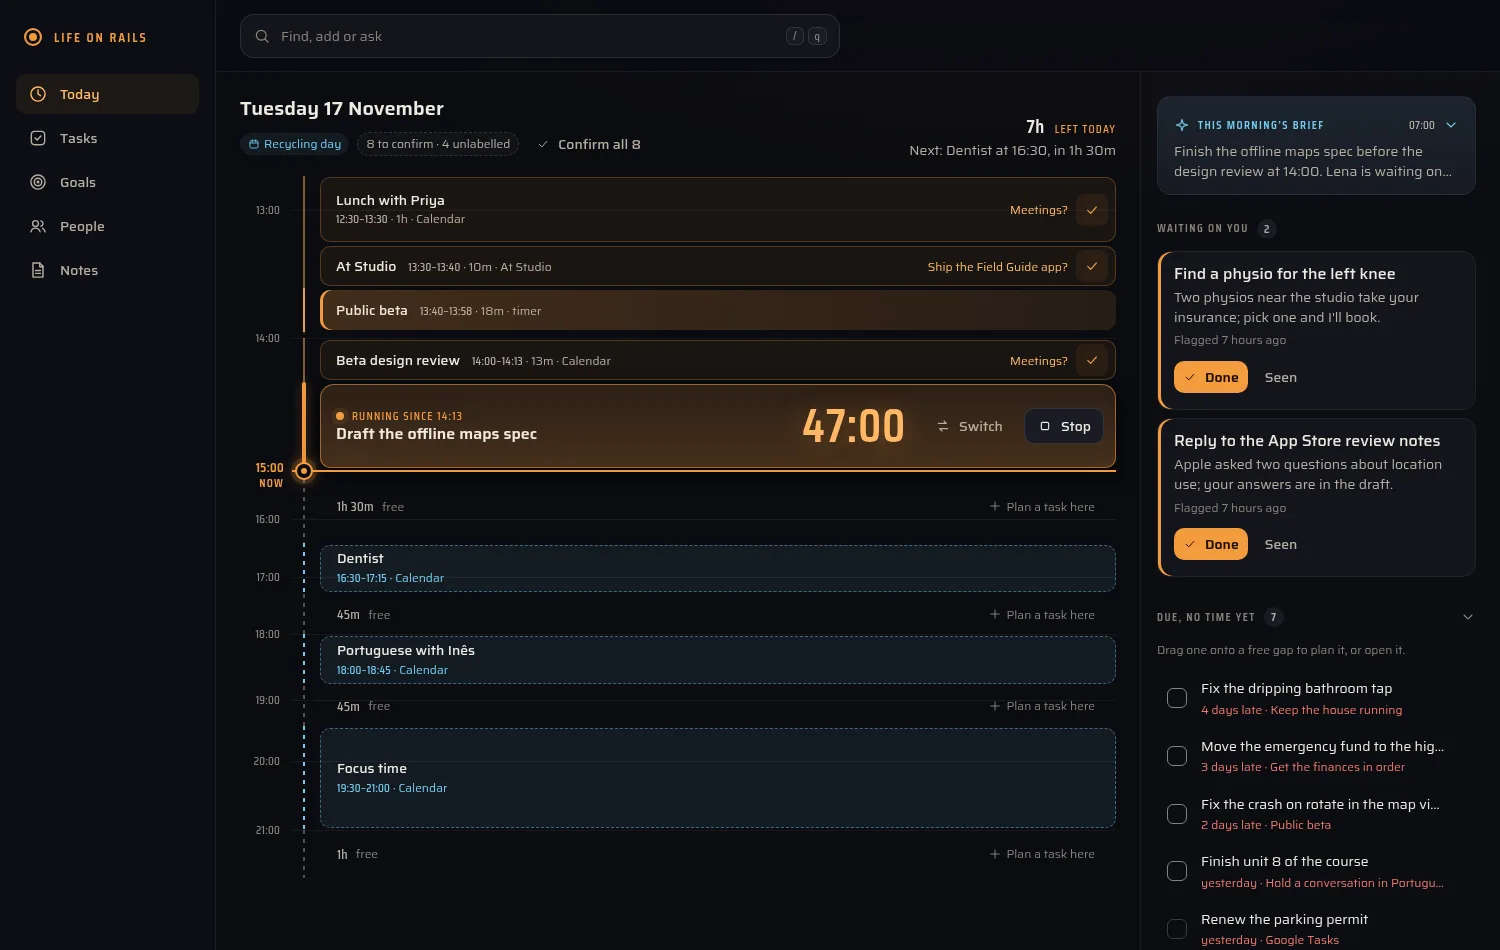 LIFE ON RAILS
Today
Tasks
Goals
People
Notes
Find, add or ask
/ q
Tuesday 17 November
Recycling day
8 to confirm · 4 unlabelled
Confirm all 8
7h LEFT TODAY
Next: Dentist at 16:30, in 1h 30m
13:00
Lunch with Priya
12:30–13:30 · 1h · Calendar
Meetings?
At Studio 13:30–13:40 · 10m · At Studio
Ship the Field Guide app?
Public beta 13:40–13:58 · 18m · timer
14:00
Beta design review 14:00–14:13 · 13m · Calendar
Meetings?
RUNNING SINCE 14:13
Draft the offline maps spec
47:00
Switch
Stop
15:00
NOW
1h 30m free
Plan a task here
16:00
Dentist
16:30–17:15 · Calendar
17:00
45m free
Plan a task here
18:00
Portuguese with Inês
18:00–18:45 · Calendar
19:00
45m free
Plan a task here
20:00
Focus time
19:30–21:00 · Calendar
21:00
1h free
Plan a task here
THIS MORNING'S BRIEF
07:00
Finish the offline maps spec before the
design review at 14:00. Lena is waiting on...
WAITING ON YOU 2
Find a physio for the left knee
Two physios near the studio take your
insurance; pick one and I'll book.
Flagged 7 hours ago
Done
Seen
Reply to the App Store review notes
Apple asked two questions about location
use; your answers are in the draft.
Flagged 7 hours ago
Done
Seen
DUE, NO TIME YET 7
Drag one onto a free gap to plan it, or open it.
Fix the dripping bathroom tap
4 days late · Keep the house running
Move the emergency fund to the hig...
3 days late · Get the finances in order
Fix the crash on rotate in the map vi...
2 days late · Public beta
Finish unit 8 of the course
yesterday · Hold a conversation in Portugu...
Renew the parking permit
yesterday · Google Tasks